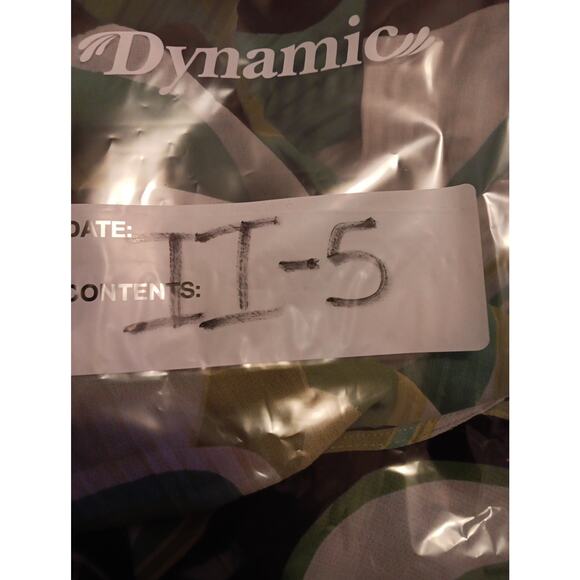 Dynamic
DATE:
CONTENTS:
II-5